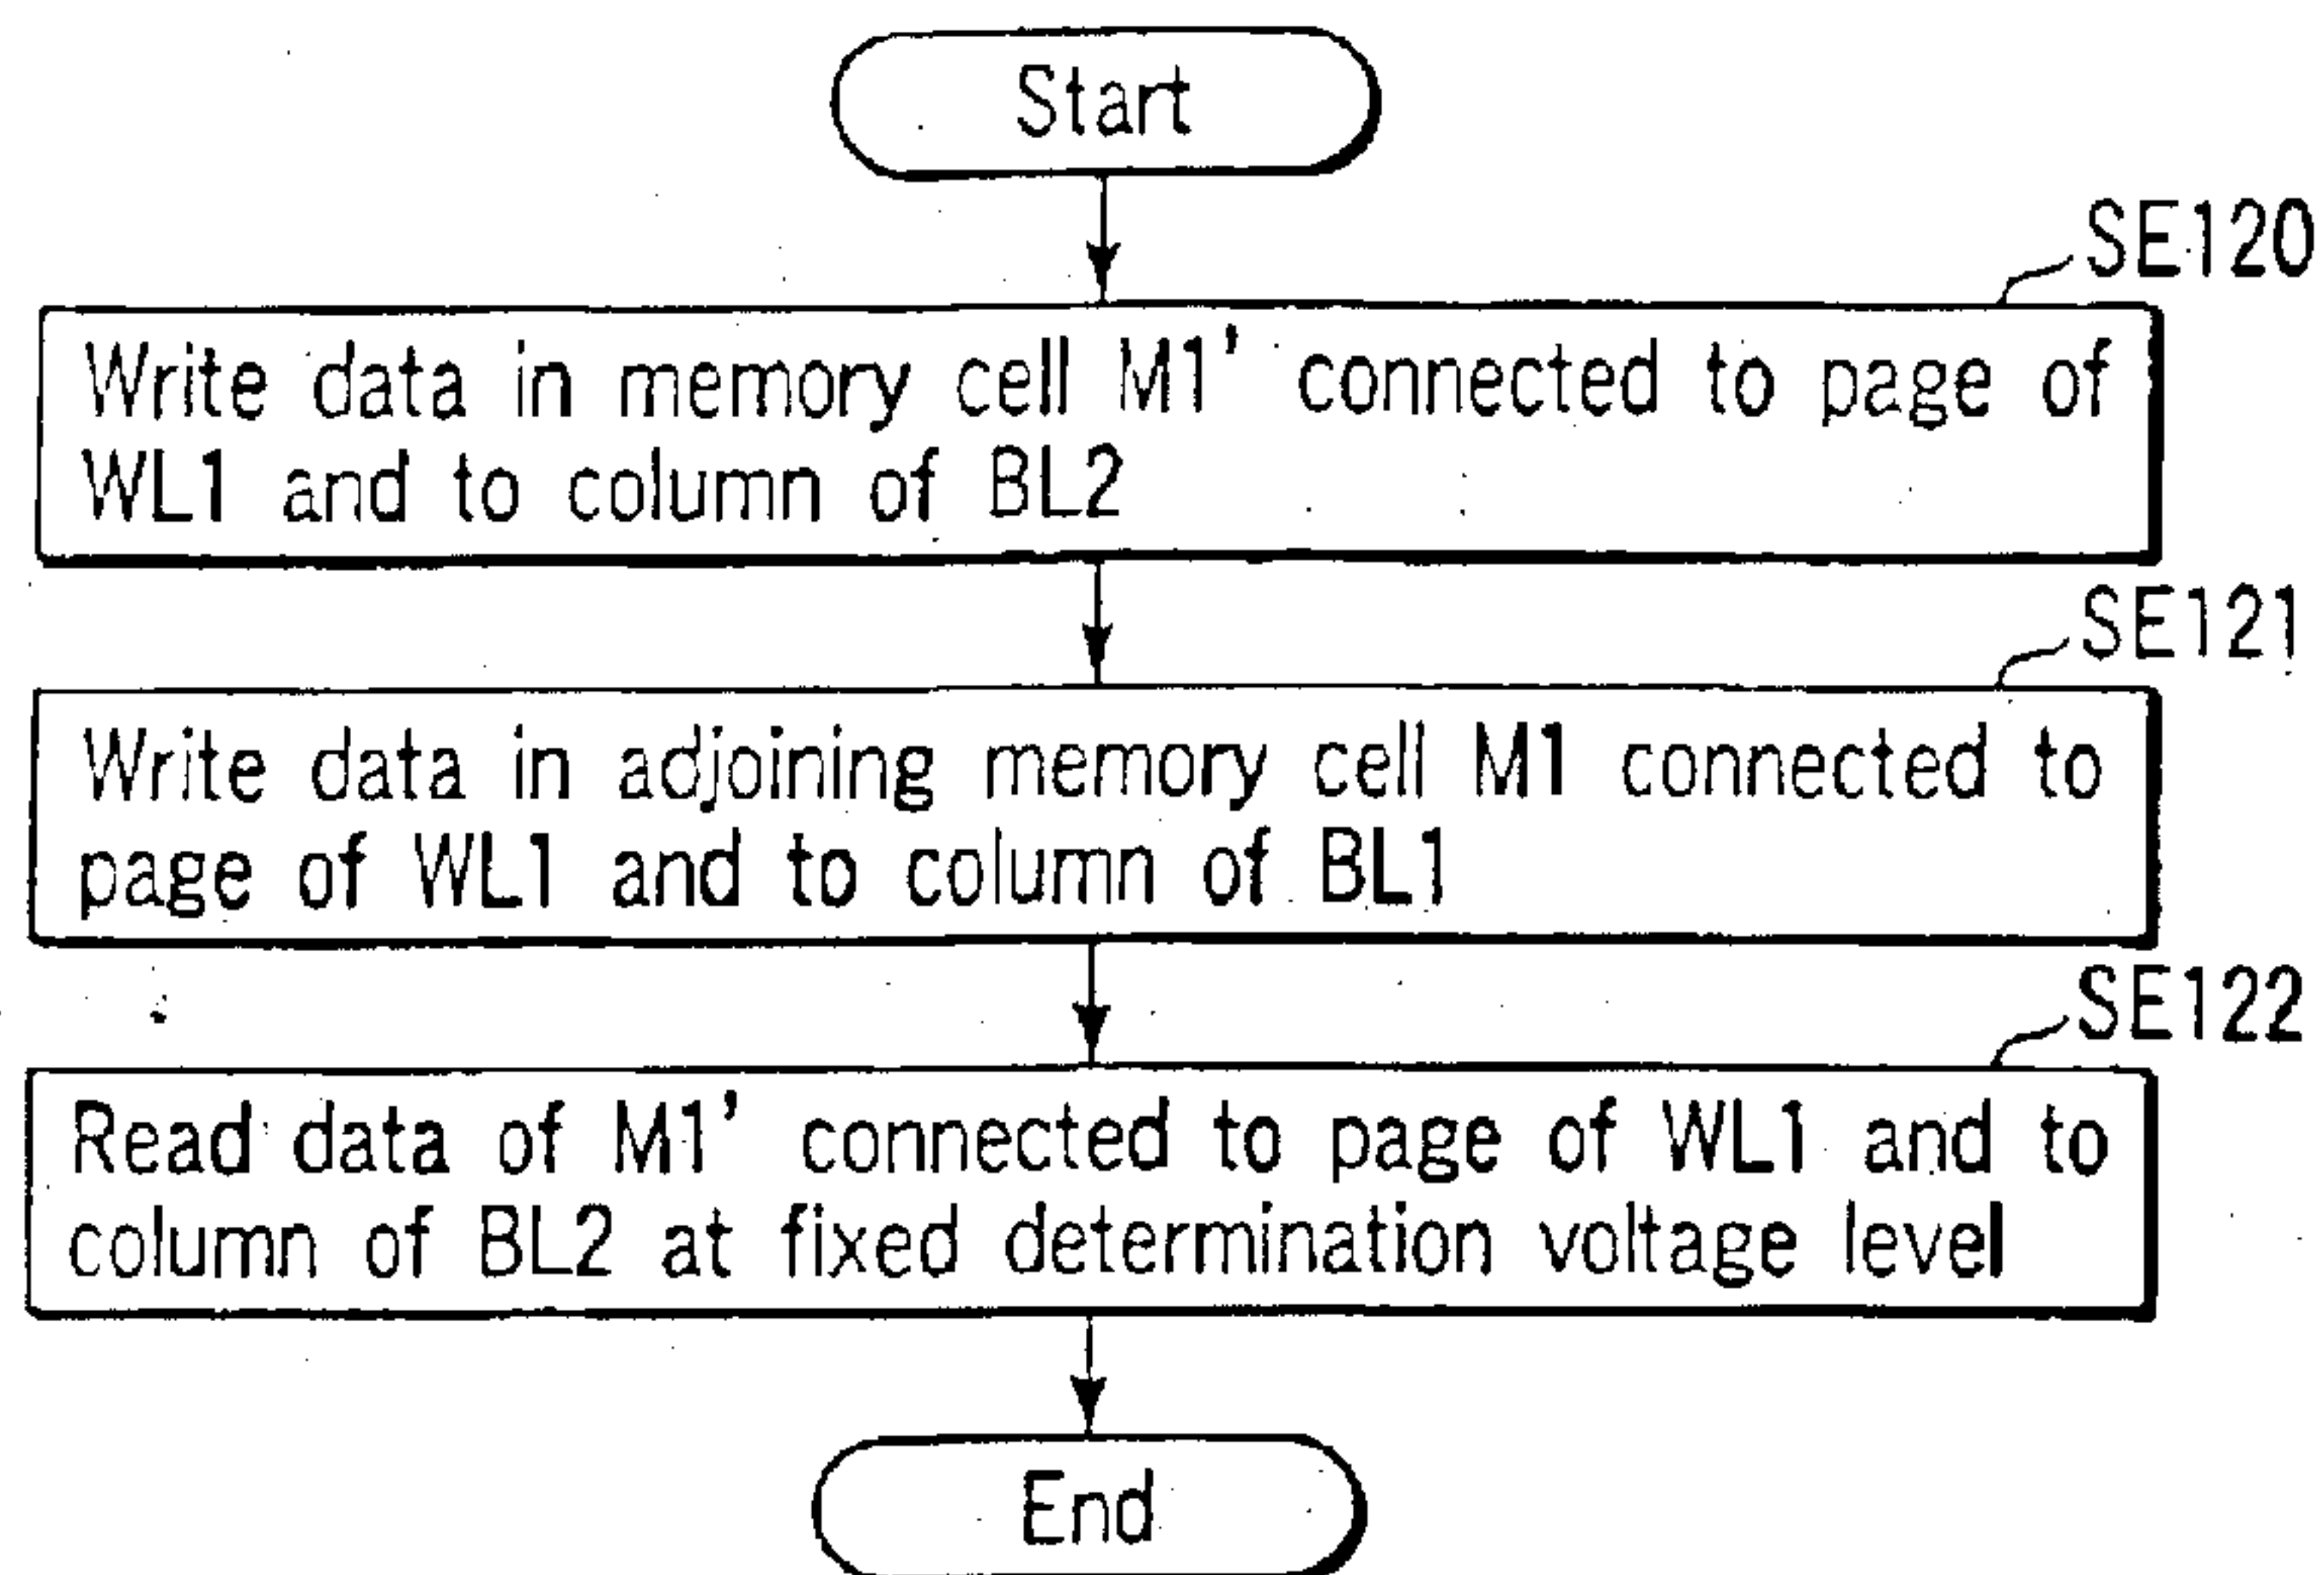 Start
SE120
Write data in memory cell M1' connected to page of
WL1 and to column of BL2
SE121
Write data in adjoining memory cell M1 connected to
page of WL1 and to column of BL1
SE122
Read data of M1' connected to page of WL1 and to
column of BL2 at fixed determination voltage level
End